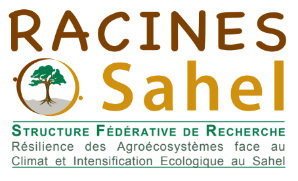 RACINES
Sahel
STRUCTURE FÉDÉRATIVE DE RECHERCHE
Résilience des Agroécosystèmes face au
Climat et Intensification Ecologique au Sahel